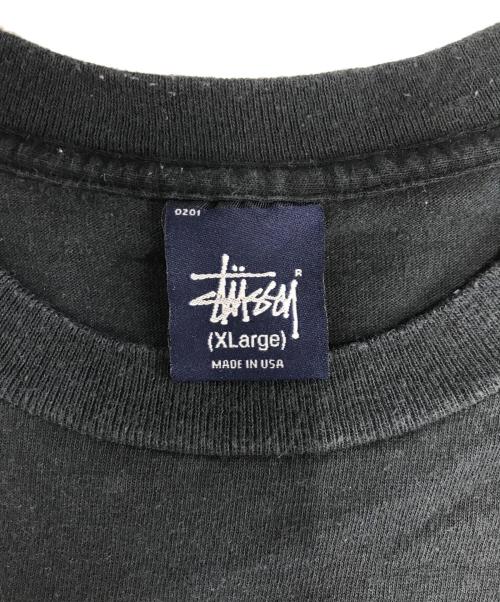 0201
Stüssy
R
(XLarge)
MADE IN USA